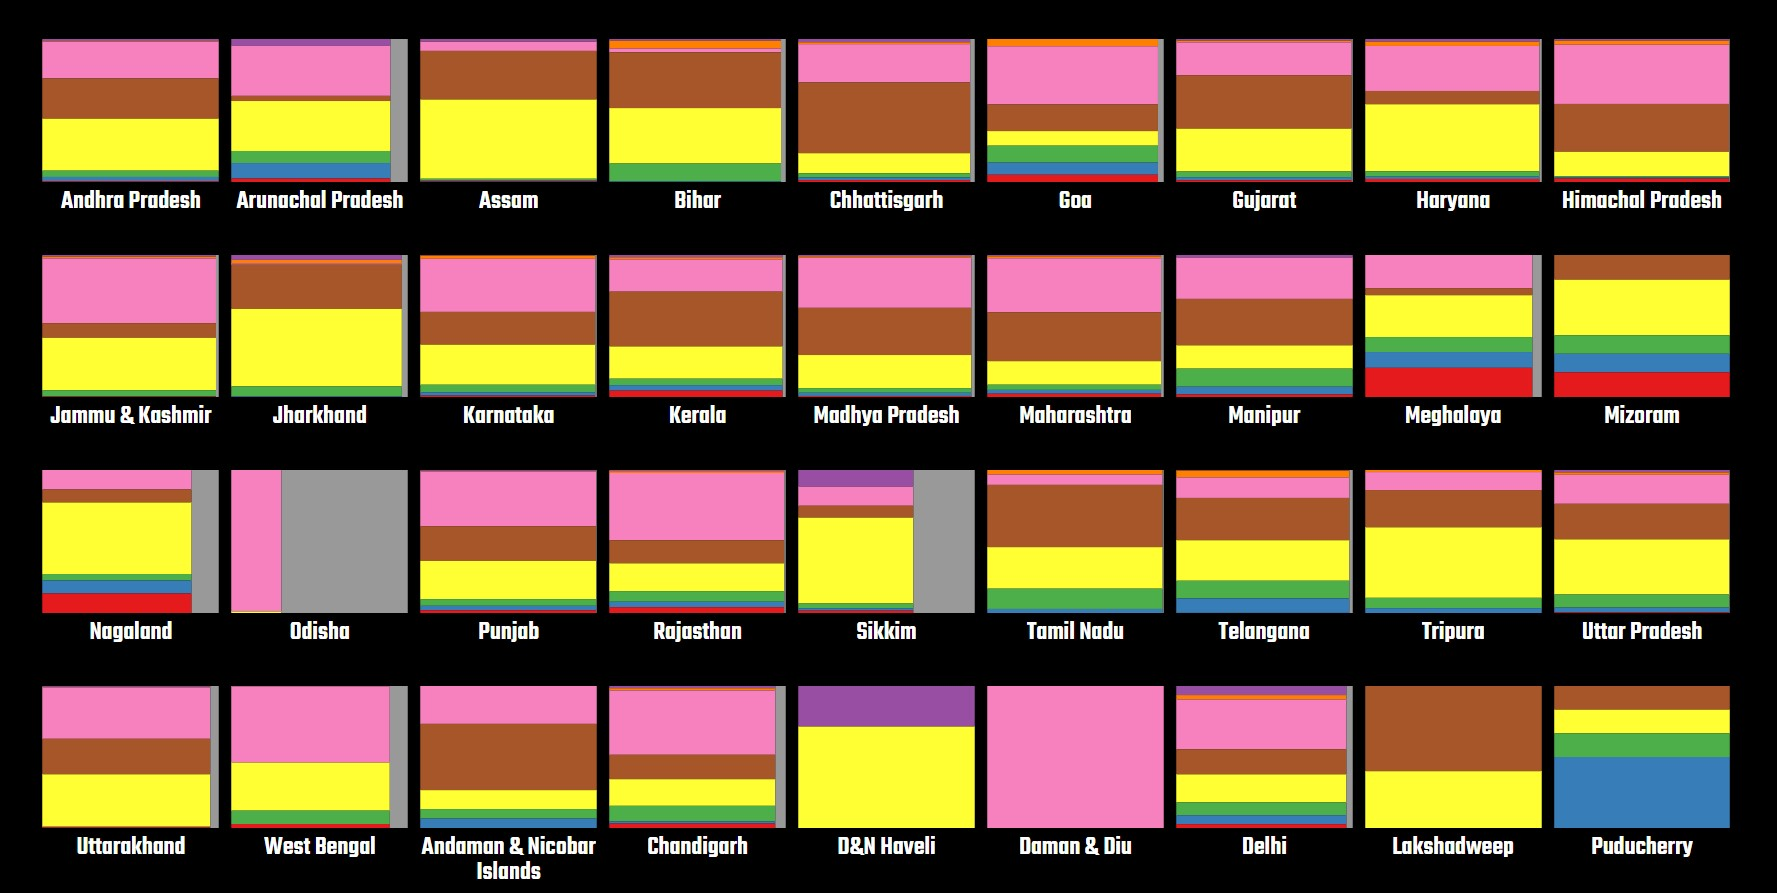 Andhra Pradesh
Arunachal Pradesh
Assam
Bihar
Chhattisgarh
Goa
Gujarat
Haryana
Himachal Pradesh
Jammu & Kashmir
Jharkhand
Karnataka
Kerala
Madhya Pradesh
Maharashtra
Manipur
Meghalaya
Mizoram
Nagaland
Odisha
Punjab
Rajasthan
Sikkim
Tamil Nadu
Telangana
Tripura
Uttar Pradesh
Uttarakhand
West Bengal
Andaman & Nicobar
Islands
Chandigarh
D&N Haveli
Daman & Diu
Delhi
Lakshadweep
Puducherry